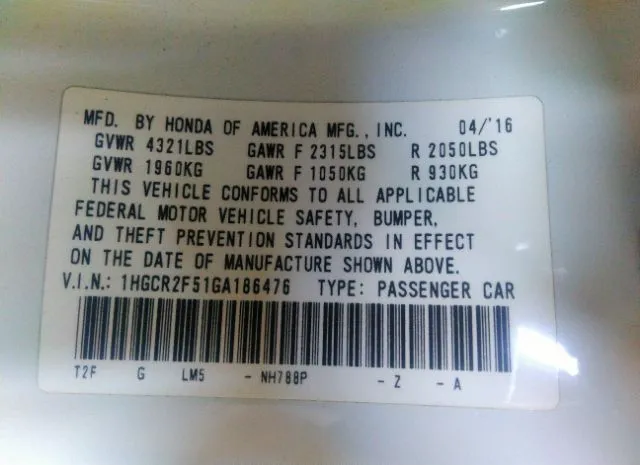 MFD. BY HONDA OF AMERICA MFG., INC. 04/'16
GVWR 4321LBS GAWR F 2315LBS R 2050LBS
GVWR 1960KG GAWR F 1050KG R 930KG
THIS VEHICLE CONFORMS TO ALL APPLICABLE
FEDERAL MOTOR VEHICLE SAFETY, BUMPER,
AND THEFT PREVENTION STANDARDS IN EFFECT
ON THE DATE OF MANUFACTURE SHOWN ABOVE.
V.I.N.: 1HGCR2F51GA186476 TYPE: PASSENGER CAR
T2F G LM5 - NH788P - Z - A